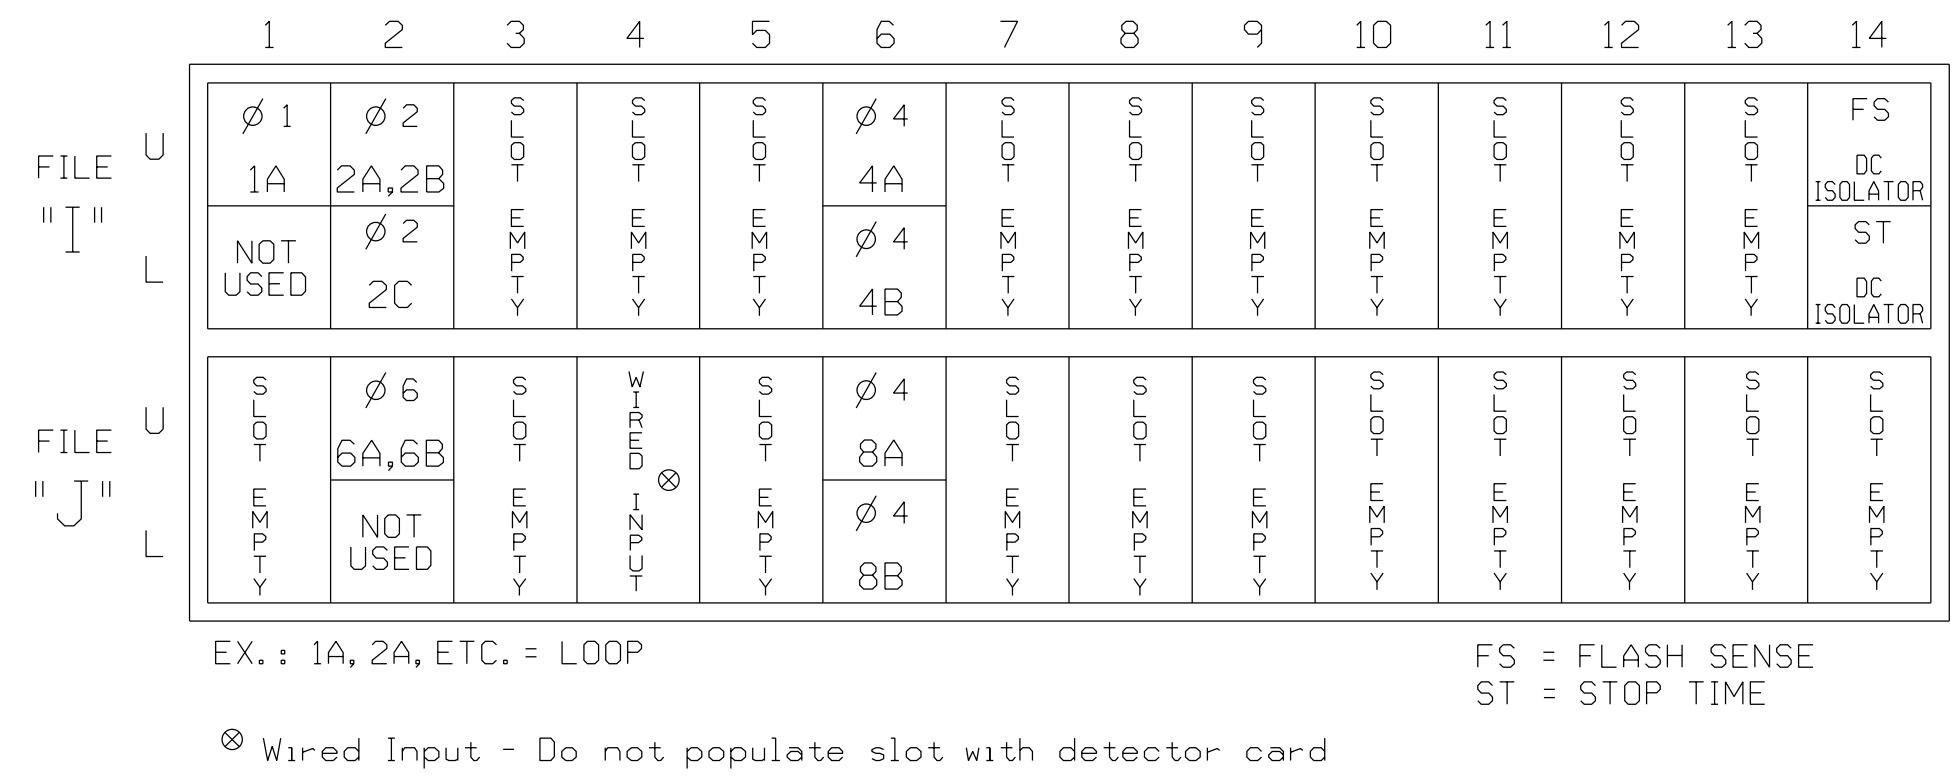 1 2 3 4 5 6 7 8 9 10 11 12 13 14
FILE "I"
U
L
Ø 1
1A
NOT USED
Ø 2
2A,2B
Ø 2
2C
SLOT EMPTY
SLOT EMPTY
SLOT EMPTY
Ø 4
4A
Ø 4
4B
SLOT EMPTY
SLOT EMPTY
SLOT EMPTY
SLOT EMPTY
SLOT EMPTY
SLOT EMPTY
SLOT EMPTY
FS
DC
ISOLATOR
ST
DC
ISOLATOR
FILE "J"
U
L
SLOT EMPTY
Ø 6
6A,6B
NOT USED
SLOT EMPTY
WIRED INPUT
⊗
SLOT EMPTY
Ø 4
8A
Ø 4
8B
SLOT EMPTY
SLOT EMPTY
SLOT EMPTY
SLOT EMPTY
SLOT EMPTY
SLOT EMPTY
SLOT EMPTY
SLOT EMPTY
EX.: 1A, 2A, ETC. = LOOP
FS = FLASH SENSE
ST = STOP TIME
⊗ Wired Input - Do not populate slot with detector card